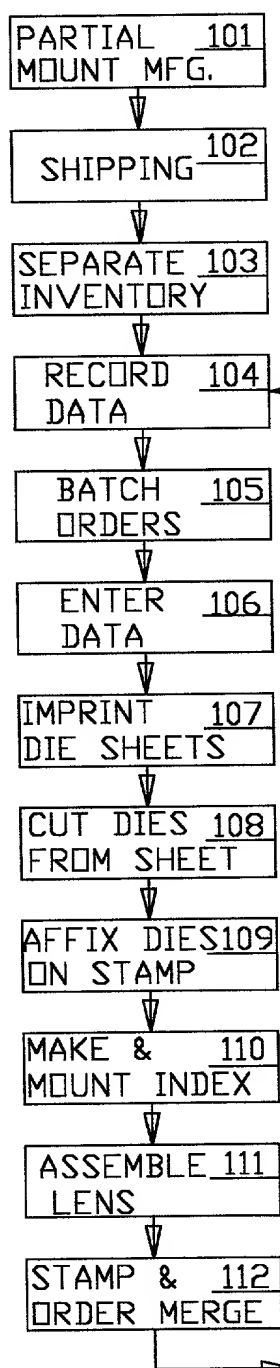 PARTIAL 101
MOUNT MFG.
SHIPPING 102
SEPARATE 103
INVENTORY
RECORD 104
DATA
BATCH 105
ORDERS
ENTER 106
DATA
IMPRINT 107
DIE SHEETS
CUT DIES 108
FROM SHEET
AFFIX DIES 109
ON STAMP
MAKE & 110
MOUNT INDEX
ASSEMBLE 111
LENS
STAMP & 112
ORDER MERGE